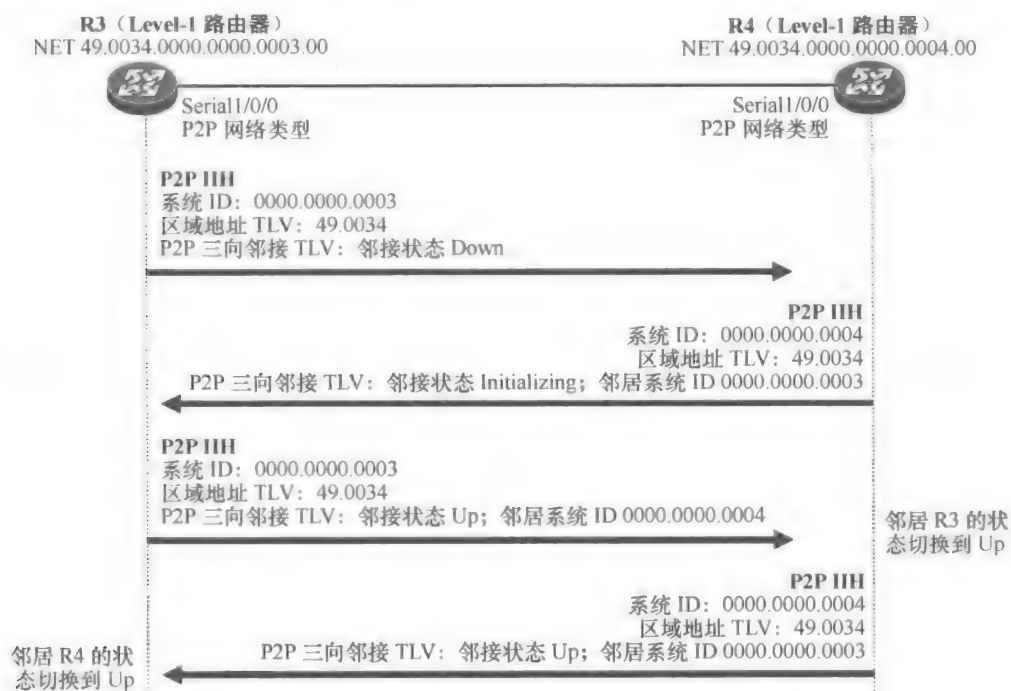 R3（Level-1 路由器）
NET 49.0034.0000.0000.0003.00
R4（Level-1 路由器）
NET 49.0034.0000.0000.0004.00
Serial1/0/0
P2P 网络类型
Serial1/0/0
P2P 网络类型
P2P IIH
系统 ID：0000.0000.0003
区域地址 TLV：49.0034
P2P 三向邻接 TLV：邻接状态 Down
P2P IIH
系统 ID：0000.0000.0004
区域地址 TLV：49.0034
P2P 三向邻接 TLV：邻接状态 Initializing；邻居系统 ID 0000.0000.0003
P2P IIH
系统 ID：0000.0000.0003
区域地址 TLV：49.0034
P2P 三向邻接 TLV：邻接状态 Up；邻居系统 ID 0000.0000.0004
邻居 R3 的状
态切换到 Up
P2P IIH
系统 ID：0000.0000.0004
区域地址 TLV：49.0034
P2P 三向邻接 TLV：邻接状态 Up；邻居系统 ID 0000.0000.0003
邻居 R4 的状
态切换到 Up